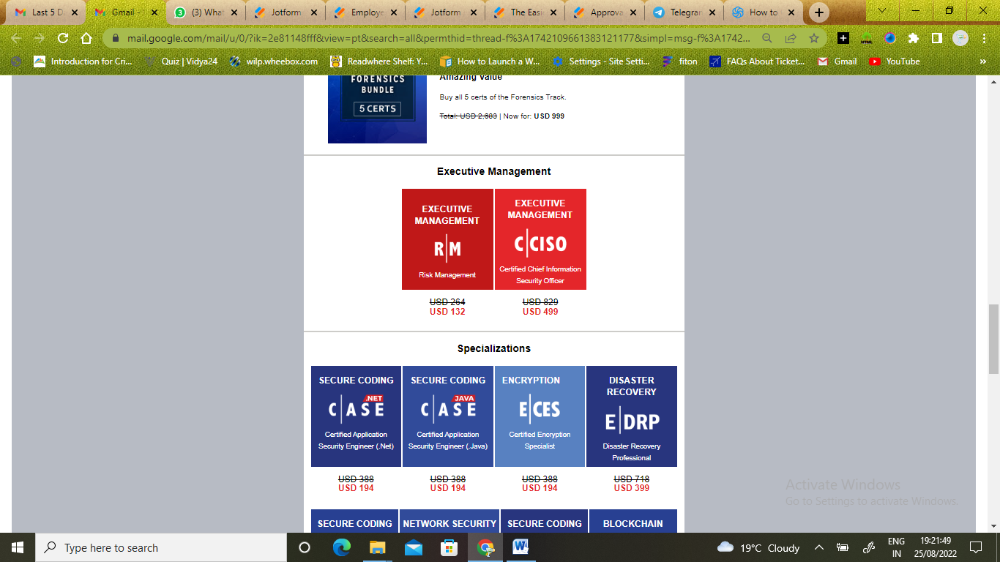 Last 5 D
Gmail -
(3) What
Jotform
Employe
Jotform
The Easi
Approva
Telegram
How to
mail.google.com/mail/u/0/?ik=2e81148fff&view=pt&search=all&permthid=thread-f%3A1742109661383121177&simpl=msg-f%3A1742...
Introduction for Cri...
Quiz | Vidya24
wilp.wheebox.com
Readwhere Shelf: Y...
How to Launch a W...
Settings - Site Setti...
fiton
FAQs About Ticket...
Gmail
YouTube
»
FORENSICS
BUNDLE
5 CERTS
Amazing Value
Buy all 5 certs of the Forensics Track.
Total: USD 2,683 | Now for: USD 999
Executive Management
EXECUTIVE
MANAGEMENT
R|M
Risk Management
USD 264
USD 132
EXECUTIVE
MANAGEMENT
C|CISO
Certified Chief Information
Security Officer
USD 829
USD 499
Specializations
SECURE CODING
.NET
C|ASE
Certified Application
Security Engineer (.Net)
USD 388
USD 194
SECURE CODING
JAVA
C|ASE
Certified Application
Security Engineer (.Java)
USD 388
USD 194
ENCRYPTION
E|CES
Certified Encryption
Specialist
USD 388
USD 194
DISASTER
RECOVERY
E|DRP
Disaster Recovery
Professional
USD 718
USD 399
SECURE CODING
NETWORK SECURITY
SECURE CODING
BLOCKCHAIN
Activate Windows
Go to Settings to activate Windows.
Type here to search
19°C Cloudy
ENG
IN
19:21:49
25/08/2022